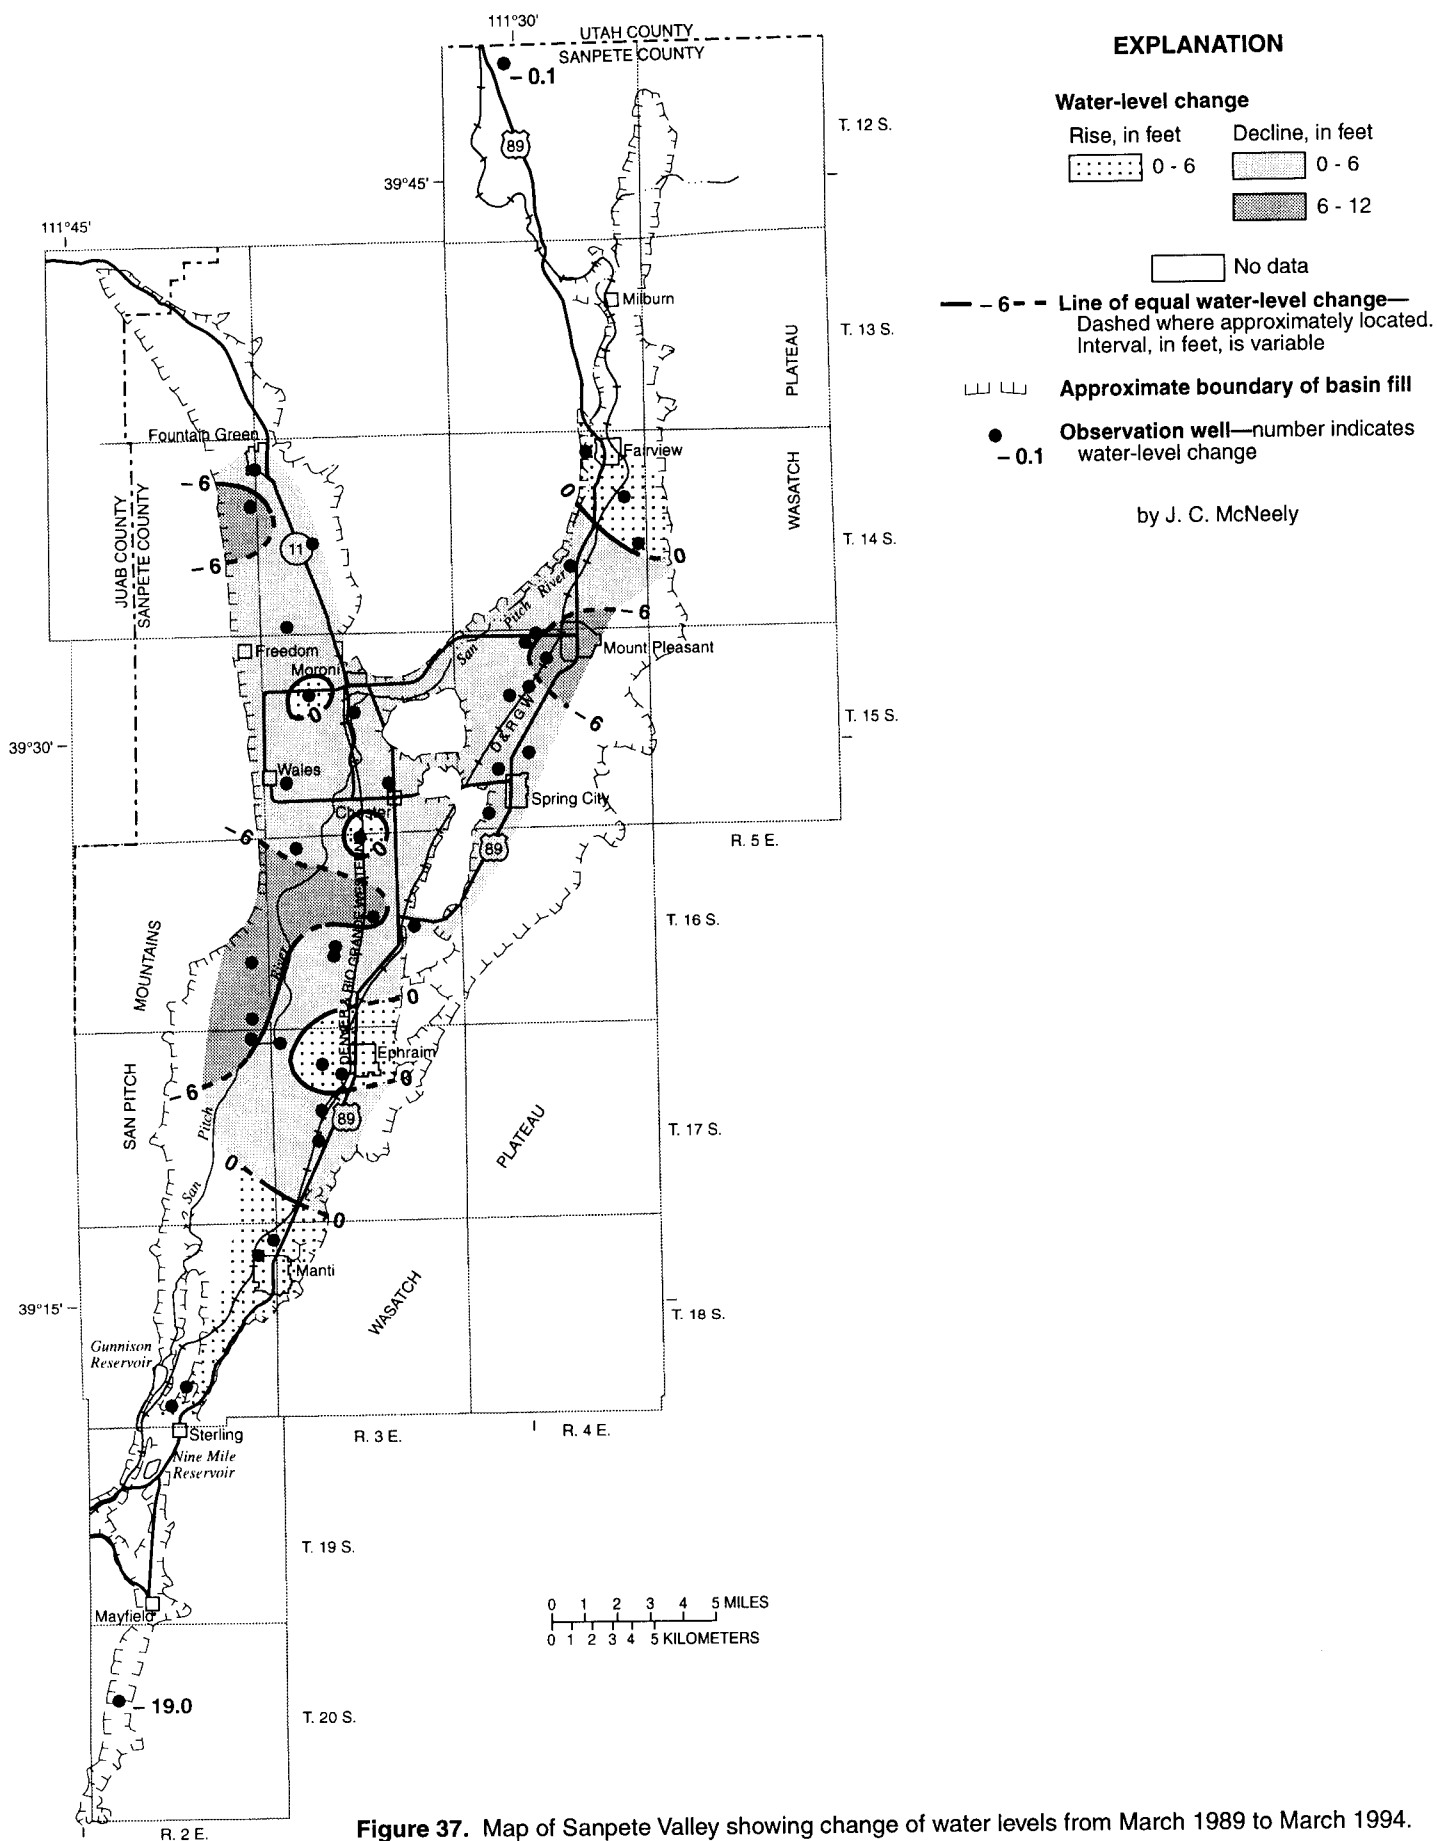 111°30'
UTAH COUNTY
SANPETE COUNTY
– 0.1
89
T. 12 S.
39°45'
111°45'
Milburn
T. 13 S.
PLATEAU
Fountain Green
Fairview
WASATCH
– 6
0
JUAB COUNTY
SANPETE COUNTY
11
T. 14 S.
0
– 6
San Pitch River
– 6
Freedom
Mount Pleasant
Moroni
0
D & R G W
– 6
T. 15 S.
39°30'
Wales
Spring City
Chester
– 6
0
89
R. 5 E.
DENVER & RIO GRANDE WESTERN
T. 16 S.
MOUNTAINS
River
0
Ephraim
0
– 6
89
SAN PITCH
Pitch
PLATEAU
T. 17 S.
0
San
0
Manti
WASATCH
39°15'
T. 18 S.
Gunnison
Reservoir
Sterling
R. 3 E.
R. 4 E.
Nine Mile
Reservoir
T. 19 S.
Mayfield
0 1 2 3 4 5 MILES
0 1 2 3 4 5 KILOMETERS
– 19.0
T. 20 S.
R. 2 E.
EXPLANATION
Water-level change
Rise, in feet
Decline, in feet
0 - 6
0 - 6
6 - 12
No data
– 6 – – Line of equal water-level change—
Dashed where approximately located.
Interval, in feet, is variable
Approximate boundary of basin fill
Observation well—number indicates
– 0.1 water-level change
by J. C. McNeely
Figure 37. Map of Sanpete Valley showing change of water levels from March 1989 to March 1994.